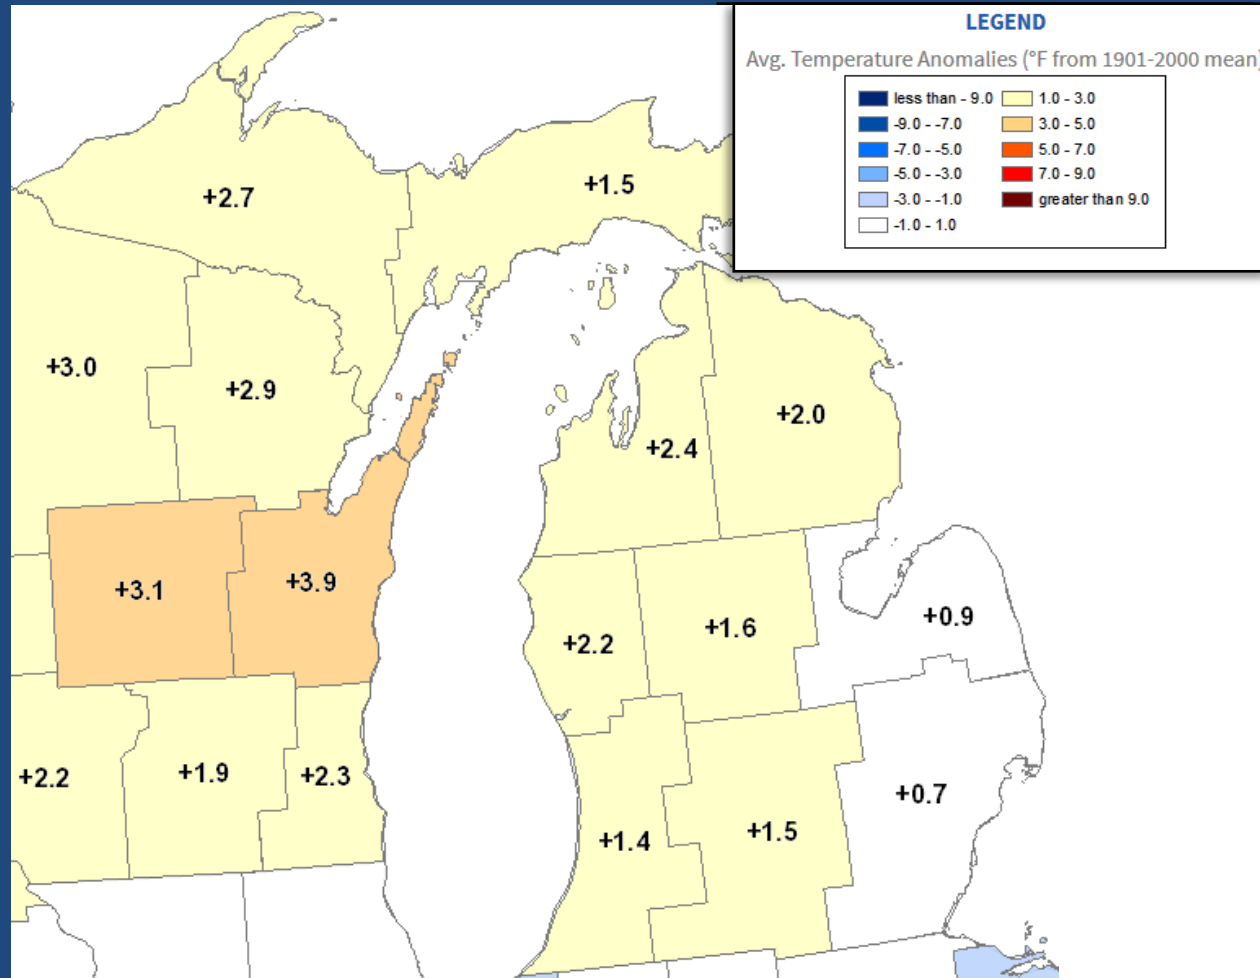 LEGEND
Avg. Temperature Anomalies (°F from 1901-2000 mean)
less than - 9.0 1.0 - 3.0
-9.0 - -7.0 3.0 - 5.0
-7.0 - -5.0 5.0 - 7.0
-5.0 - -3.0 7.0 - 9.0
-3.0 - -1.0 greater than 9.0
-1.0 - 1.0
+2.7
+1.5
+3.0
+2.9
+2.4
+2.0
+3.1
+3.9
+2.2
+1.6
+0.9
+2.2
+1.9
+2.3
+1.4
+1.5
+0.7